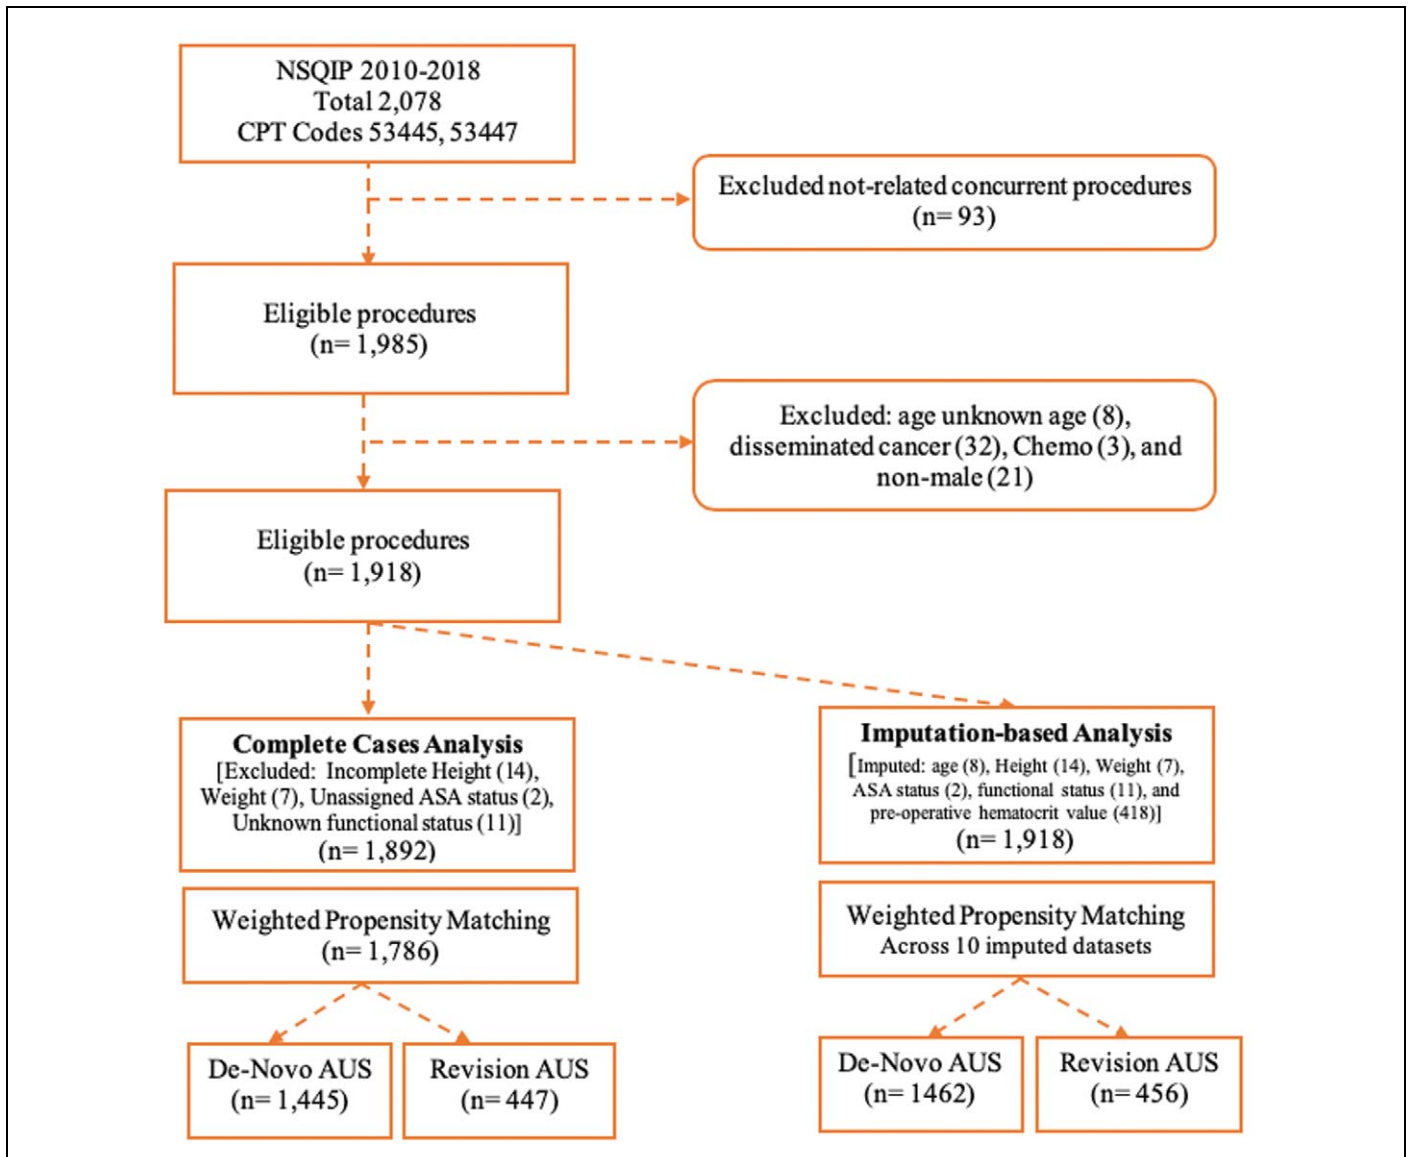 NSQIP 2010-2018
Total 2,078
CPT Codes 53445, 53447
Excluded not-related concurrent procedures
(n= 93)
Eligible procedures
(n= 1,985)
Excluded: age unknown age (8),
disseminated cancer (32), Chemo (3), and
non-male (21)
Eligible procedures
(n= 1,918)
Complete Cases Analysis
[Excluded: Incomplete Height (14),
Weight (7), Unassigned ASA status (2),
Unknown functional status (11)]
(n= 1,892)
Weighted Propensity Matching
(n= 1,786)
De-Novo AUS
(n= 1,445)
Revision AUS
(n= 447)
Imputation-based Analysis
[Imputed: age (8), Height (14), Weight (7),
ASA status (2), functional status (11), and
pre-operative hematocrit value (418)]
(n= 1,918)
Weighted Propensity Matching
Across 10 imputed datasets
De-Novo AUS
(n= 1462)
Revision AUS
(n= 456)